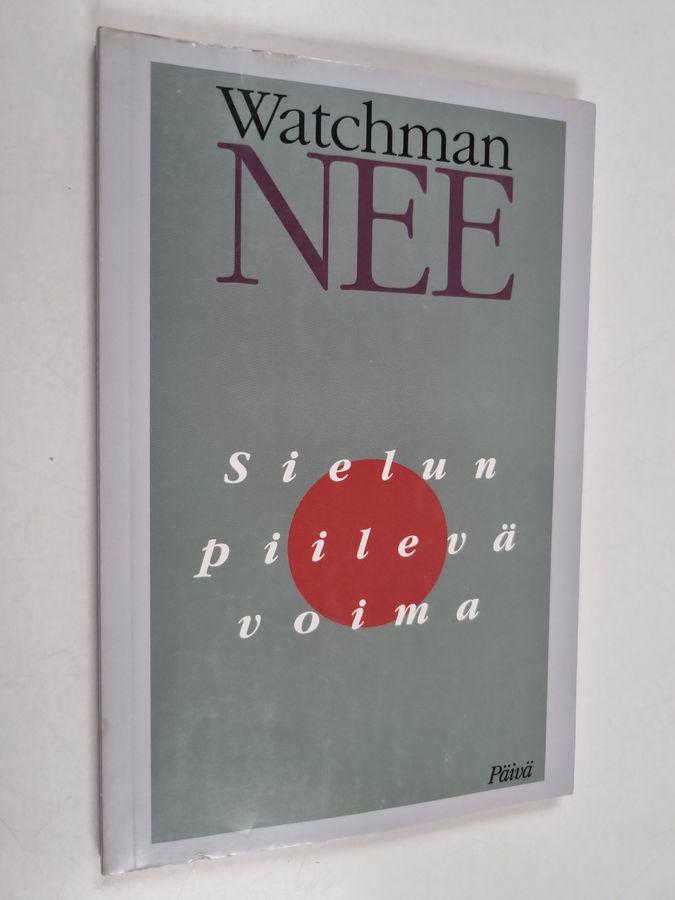 Watchman
NEE
Sielun
piilevä
voima
Päivä